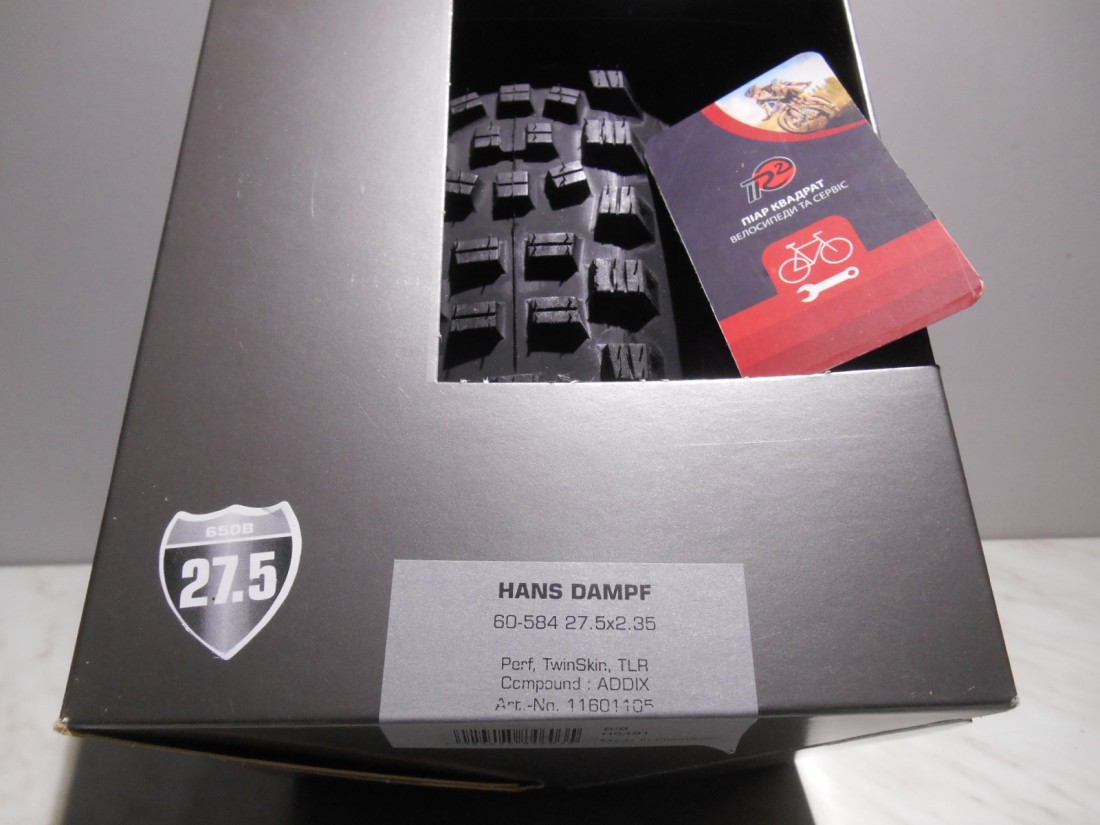 ПІАР КВАДРАТ
ВЕЛОСИПЕДИ ТА СЕРВІС
650B
27.5
HANS DAMPF
60-584 27.5x2.35
Perf, TwinSkin, TLR
Compound : ADDIX
Art.-No. 11601105